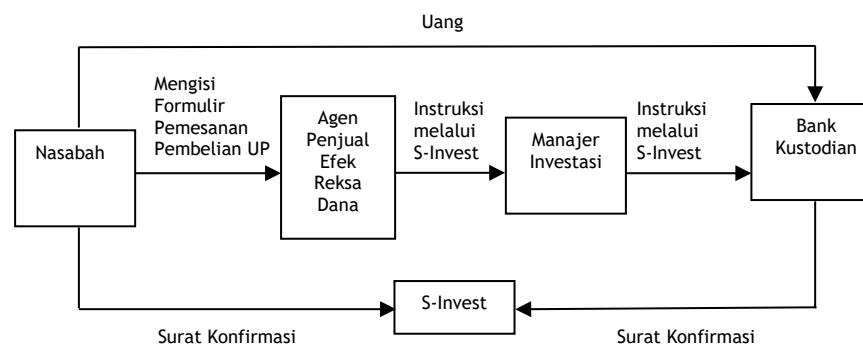 Uang
Mengisi
Formulir
Pemesanan
Pembelian UP
Instruksi
melalui
S-Invest
Instruksi
melalui
S-Invest
Nasabah
Agen
Penjual
Efek
Reksa
Dana
Manajer
Investasi
Bank
Kustodian
S-Invest
Surat Konfirmasi
Surat Konfirmasi